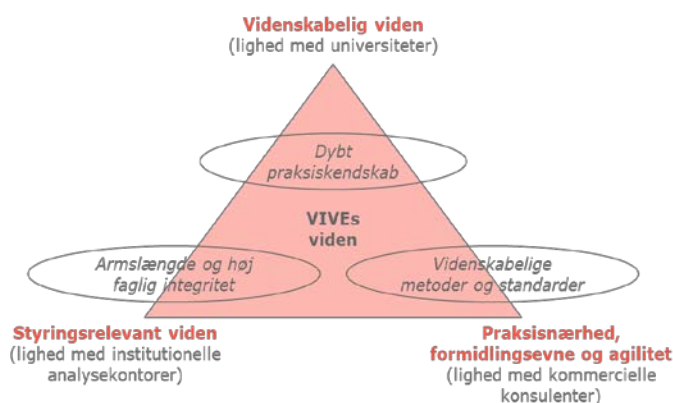 Videnskabelig viden
(lighed med universiteter)
Dybt
praksiskendskab
VIVEs
viden
Armslængde og høj
faglig integritet
Videnskabelige
metoder og standarder
Styringsrelevant viden
(lighed med institutionelle
analysekontorer)
Praksisnærhed,
formidlingsevne og agilitet
(lighed med kommercielle
konsulenter)